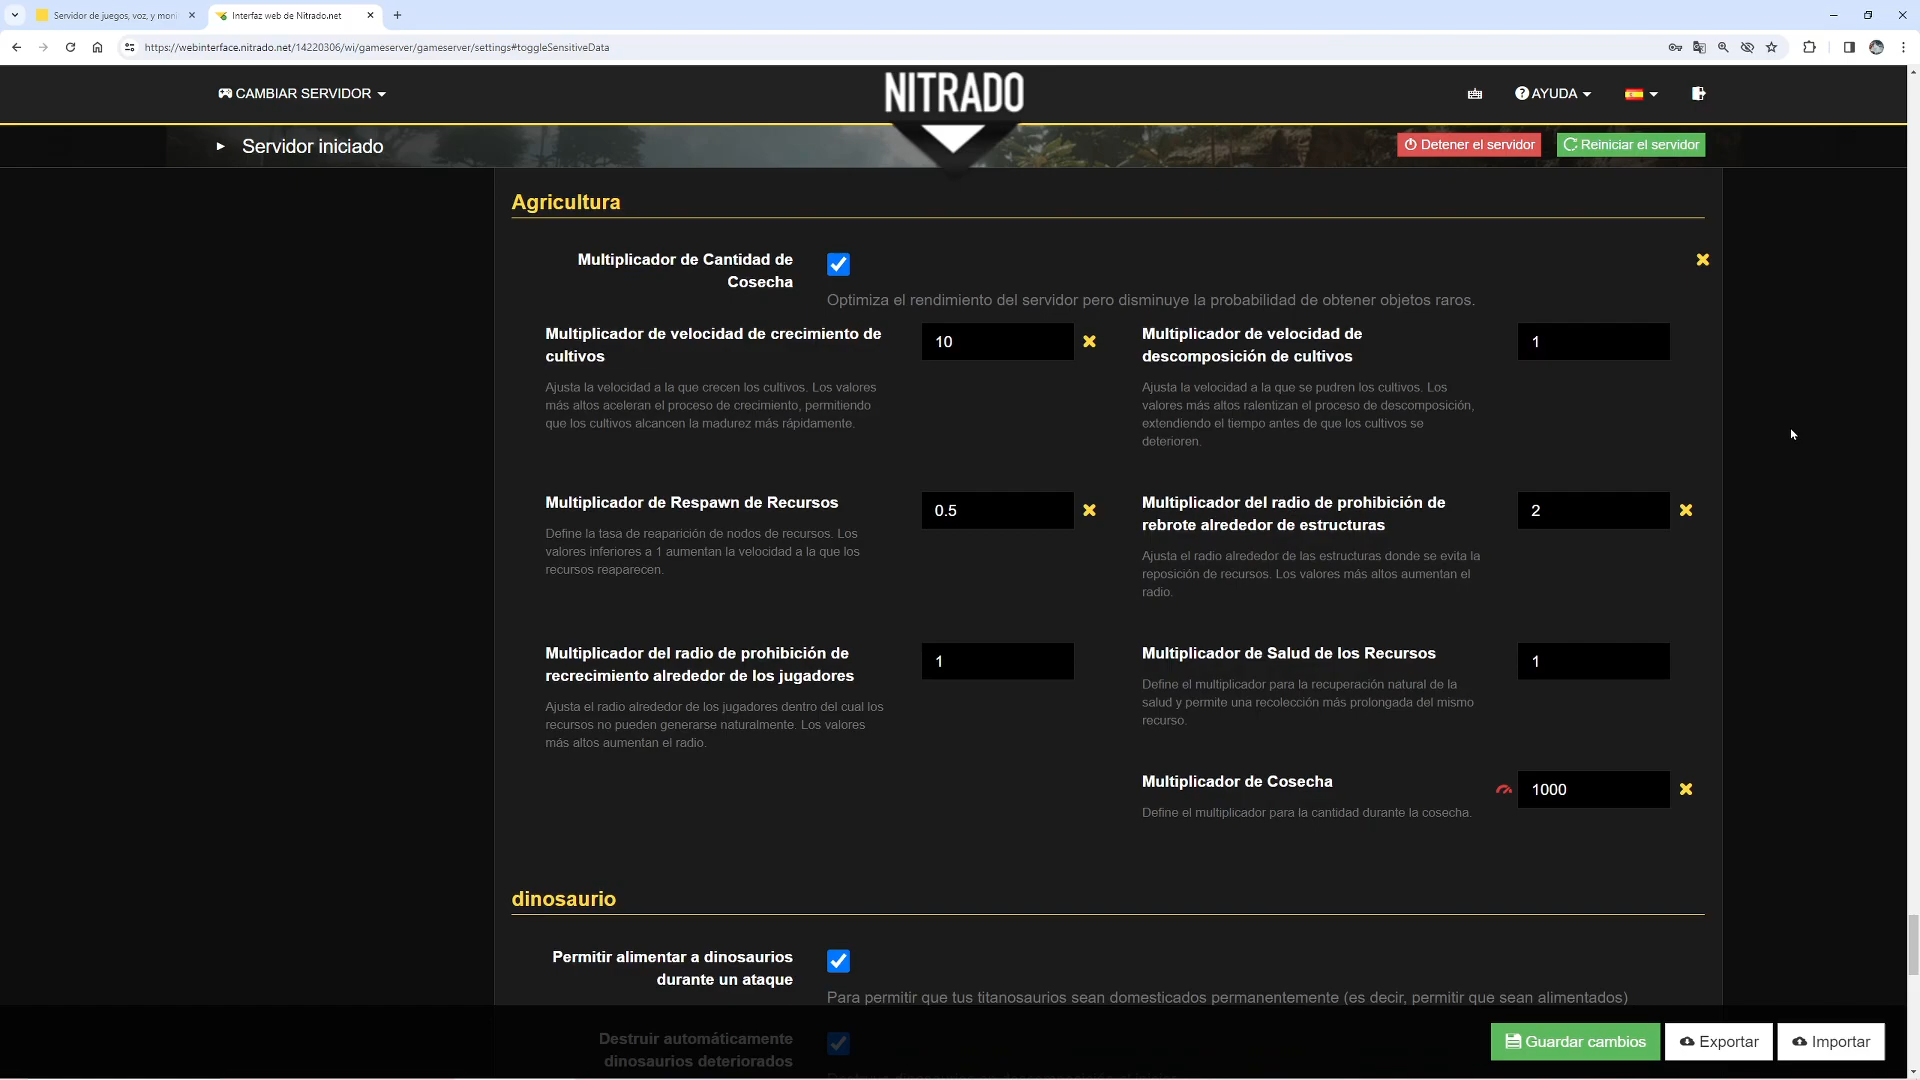 Servidor de juegos, voz, y moni
Interfaz web de Nitrado.net
https://webinterface.nitrado.net/14220306/wi/gameserver/gameserver/settings#toggleSensitiveData
CAMBIAR SERVIDOR
NITRADO
AYUDA
Servidor iniciado
Detener el servidor
Reiniciar el servidor
Agricultura
Multiplicador de Cantidad de
Cosecha
Optimiza el rendimiento del servidor pero disminuye la probabilidad de obtener objetos raros.
Multiplicador de velocidad de crecimiento de
cultivos
10
Ajusta la velocidad a la que crecen los cultivos. Los valores
más altos aceleran el proceso de crecimiento, permitiendo
que los cultivos alcancen la madurez más rápidamente.
Multiplicador de velocidad de
descomposición de cultivos
1
Ajusta la velocidad a la que se pudren los cultivos. Los
valores más altos ralentizan el proceso de descomposición,
extendiendo el tiempo antes de que los cultivos se
deterioren.
Multiplicador de Respawn de Recursos
0.5
Define la tasa de reaparición de nodos de recursos. Los
valores inferiores a 1 aumentan la velocidad a la que los
recursos reaparecen.
Multiplicador del radio de prohibición de
rebrote alrededor de estructuras
2
Ajusta el radio alrededor de las estructuras donde se evita la
reposición de recursos. Los valores más altos aumentan el
radio.
Multiplicador del radio de prohibición de
recrecimiento alrededor de los jugadores
1
Ajusta el radio alrededor de los jugadores dentro del cual los
recursos no pueden generarse naturalmente. Los valores
más altos aumentan el radio.
Multiplicador de Salud de los Recursos
1
Define el multiplicador para la recuperación natural de la
salud y permite una recolección más prolongada del mismo
recurso.
Multiplicador de Cosecha
1000
Define el multiplicador para la cantidad durante la cosecha.
dinosaurio
Permitir alimentar a dinosaurios
durante un ataque
Para permitir que tus titanosaurios sean domesticados permanentemente (es decir, permitir que sean alimentados)
Destruir automáticamente
dinosaurios deteriorados
Guardar cambios
Exportar
Importar